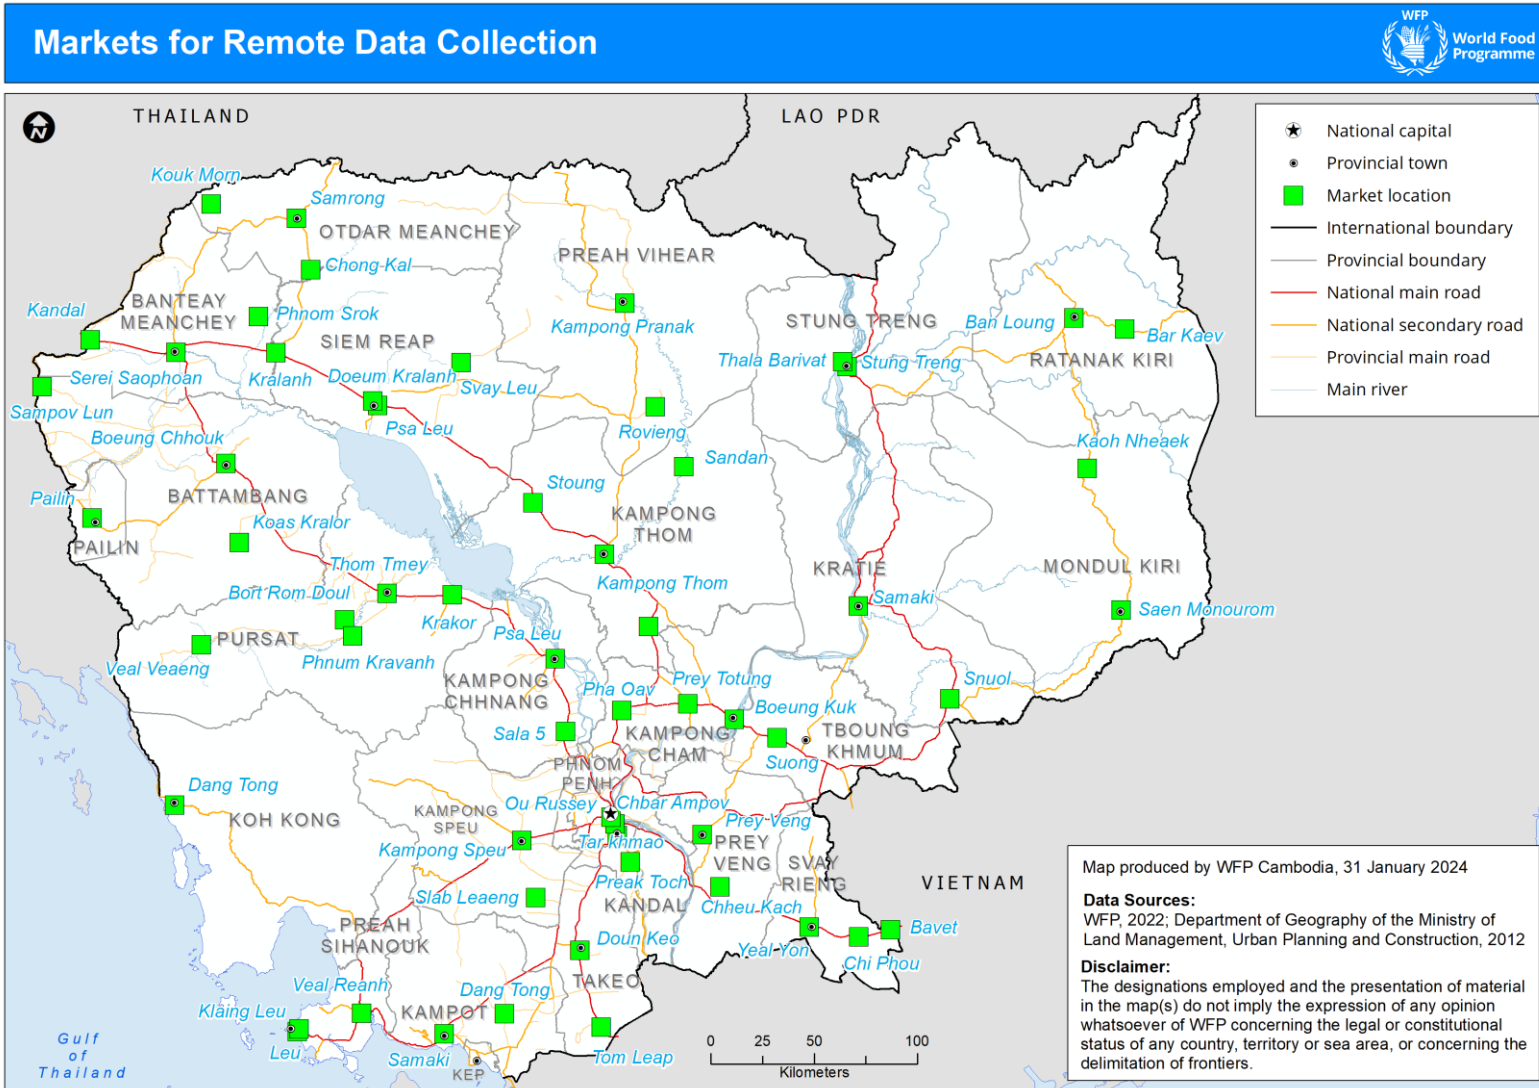 Markets for Remote Data Collection
WFP
World Food
Programme
THAILAND
LAO PDR
National capital
Provincial town
Market location
International boundary
Provincial boundary
National main road
National secondary road
Provincial main road
Main river
N
Kouk Morn
Samrong
OTDAR MEANCHEY
PREAH VIHEAR
Chong Kal
BANTEAY
MEANCHEY
Kandal
Phnom Srok
Kampong Pranak
STUNG TRENG
Ban Loung
Bar Kaev
SIEM REAP
RATANAK KIRI
Thala Barivat
Stung Treng
Serei Saophoan
Kralanh
Doeum Kralanh
Svay Leu
Sampov Lun
Psa Leu
Rovieng
Boeung Chhouk
Kaoh Nheaek
Sandan
Stoung
Pailin
BATTAMBANG
KAMPONG
THOM
Koas Kralor
PAILIN
Thom Tmey
KRATIE
MONDUL KIRI
Kampong Thom
Bort Rom Doul
Samaki
Saen Monourom
Krakor
Psa Leu
PURSAT
Phnum Kravanh
Veal Veaeng
KAMPONG
CHHNANG
Pha Oav
Prey Totung
Snuol
Boeung Kuk
Sala 5
KAMPONG
CHAM
TBOUNG
KHMUM
Suong
PHNOM
PENH
Dang Tong
KOH KONG
KAMPONG
SPEU
Ou Russey
Chbar Ampov
Prey Veng
Kampong Speu
Tar khmao
PREY
VENG
SVAY
RIENG
Preak Toch
VIETNAM
Slab Leaeng
KANDAL
Chheu Kach
PREAH
SIHANOUK
Doun Keo
Yeal Yon
Bavet
Chi Phou
TAKEO
Veal Reanh
Dang Tong
Klaing Leu
KAMPOT
Leu
Samaki
KEP
Tom Leap
Gulf
of
Thailand
0 25 50 100
Kilometers
Map produced by WFP Cambodia, 31 January 2024
Data Sources:
WFP, 2022; Department of Geography of the Ministry of
Land Management, Urban Planning and Construction, 2012
Disclaimer:
The designations employed and the presentation of material
in the map(s) do not imply the expression of any opinion
whatsoever of WFP concerning the legal or constitutional
status of any country, territory or sea area, or concerning the
delimitation of frontiers.